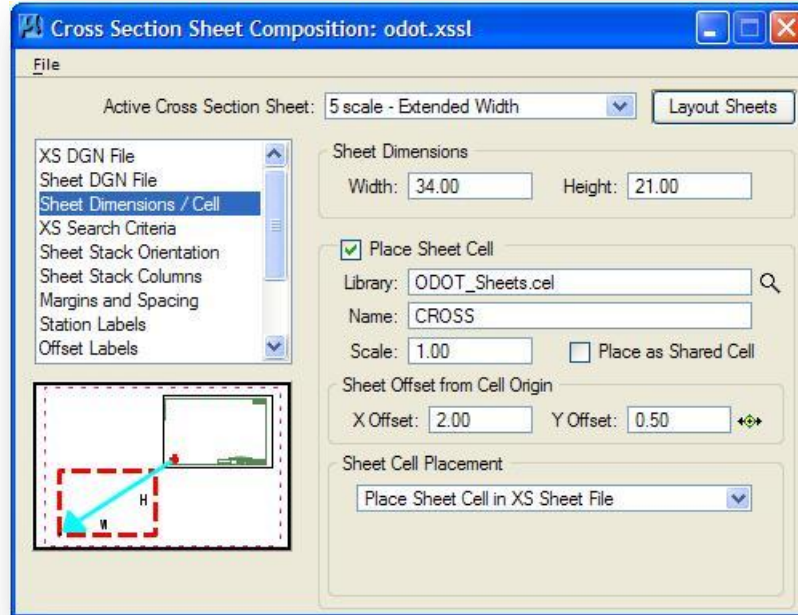 Cross Section Sheet Composition: odot.xssl
File
Active Cross Section Sheet: 5 scale - Extended Width Layout Sheets
XS DGN File
Sheet DGN File
Sheet Dimensions / Cell
XS Search Criteria
Sheet Stack Orientation
Sheet Stack Columns
Margins and Spacing
Station Labels
Offset Labels
Sheet Dimensions
Width: 34.00 Height: 21.00
Place Sheet Cell
Library: ODOT_Sheets.cel
Name: CROSS
Scale: 1.00 Place as Shared Cell
Sheet Offset from Cell Origin
X Offset: 2.00 Y Offset: 0.50
Sheet Cell Placement
Place Sheet Cell in XS Sheet File
H
W